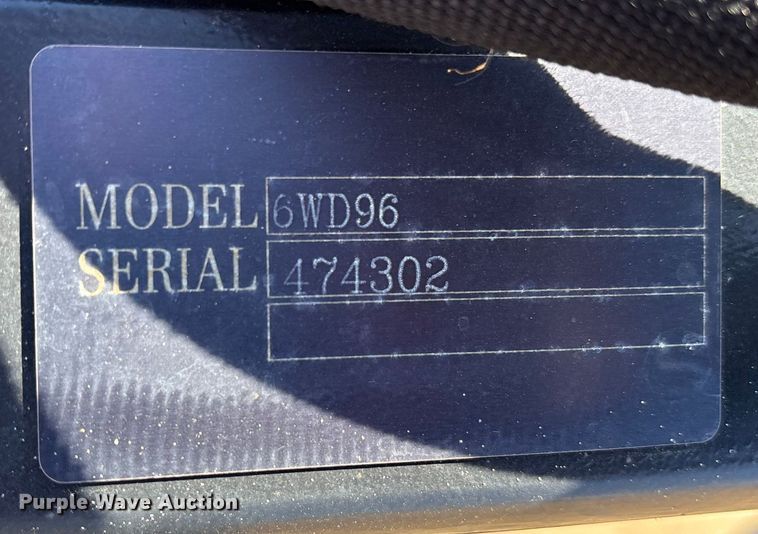 MODEL 6WD96
SERIAL 474302
Purple Wave Auction